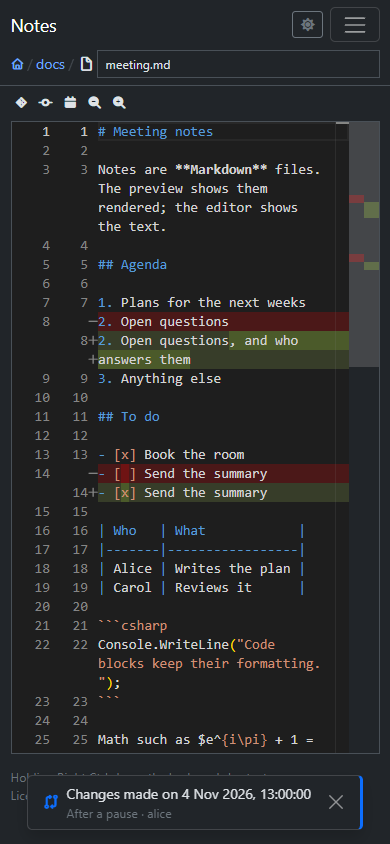 Notes
/ docs / meeting.md
1 1 # Meeting notes
2 2
3 3 Notes are **Markdown** files.
The preview shows them
rendered; the editor shows
the text.
4 4
5 5 ## Agenda
6 6
7 7 1. Plans for the next weeks
8 −2. Open questions
8+2. Open questions, and who
+answers them
9 9 3. Anything else
10 10
11 11 ## To do
12 12
13 13 - [x] Book the room
14 −- [ ] Send the summary
14+- [x] Send the summary
15 15
16 16 | Who | What |
17 17 |-------|-----------------|
18 18 | Alice | Writes the plan |
19 19 | Carol | Reviews it |
20 20
21 21 ```csharp
22 22 Console.WriteLine("Code
blocks keep their formatting.
");
23 23 ```
24 24
25 25 Math such as $e^{i\pi} + 1 =
Changes made on 4 Nov 2026, 13:00:00
After a pause · alice